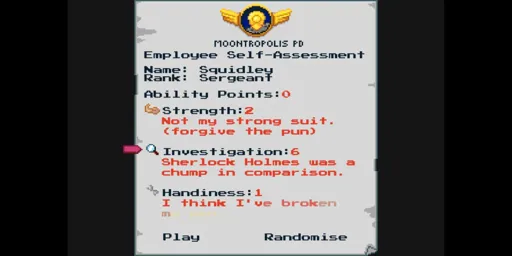 MOONTROPOLIS PD
Employee Self-Assessment
Name: Squidley
Rank: Sergeant
Ability Points:0
Strength:2
Not my strong suit.
(forgive the pun)
Investigation:6
Sherlock Holmes was a
chump in comparison.
Handiness:1
I think I've broken
Play Randomise